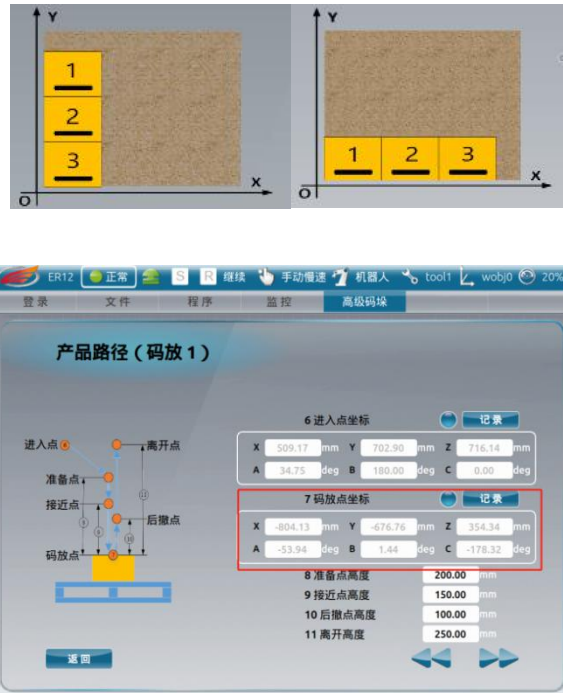 Y Y
1
2
3
1 2 3
X X
O O
ER12 正常 S R 继续 手动慢速 机器人 tool1 wobj0 20%
登录 文件 程序 监控 高级码垛
产品路径（码放1）
6 进入点坐标 记录
X 509.17 mm Y 702.90 mm Z 716.14 mm
A 34.75 deg B 180.00 deg C 0.00 deg
7 码放点坐标 记录
X -804.13 mm Y -676.76 mm Z 354.34 mm
A -53.94 deg B 1.44 deg C -178.32 deg
8 准备点高度 200.00 mm
9 接近点高度 150.00 mm
10 后撤点高度 100.00 mm
11 离开高度 250.00 mm
进入点 6 离开点
准备点
接近点
后撤点
8 9 10 11
码放点 7
返回